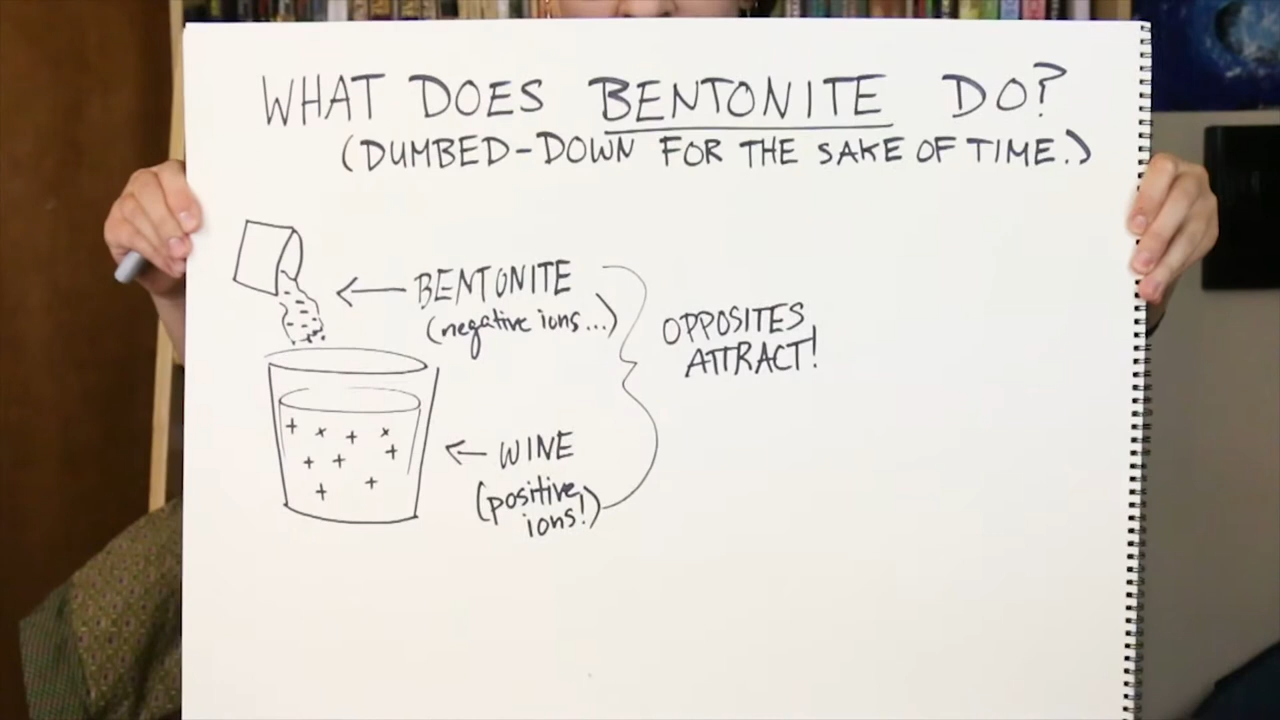 WHAT DOES BENTONITE DO?
(DUMBED-DOWN FOR THE SAKE OF TIME.)
BENTONITE
(negative ions...)
OPPOSITES
ATTRACT!
WINE
(positive
ions!)